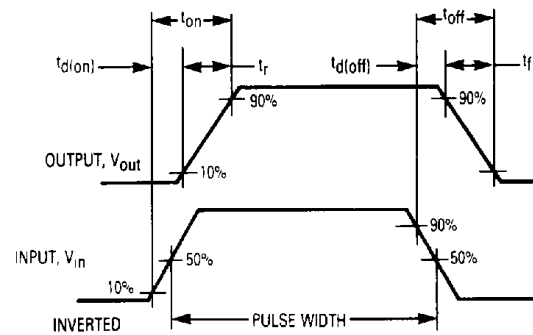 ton toff
td(on) tr td(off) tf
90% 90%
OUTPUT, Vout 10%
90%
INPUT, Vin 50% 50%
10%
INVERTED PULSE WIDTH